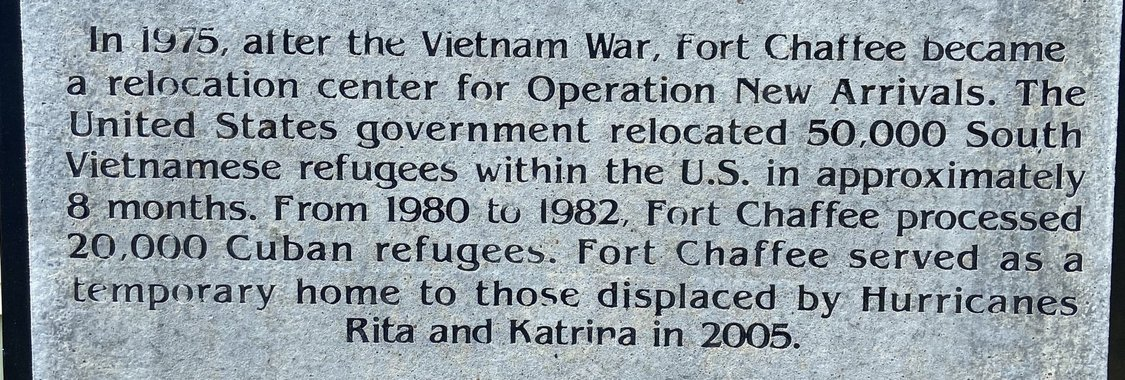 In 1975, after the Vietnam War, Fort Chaffee became
a relocation center for Operation New Arrivals. The
United States government relocated 50,000 South
Vietnamese refugees within the U.S. in approximately
8 months. From 1980 to 1982, Fort Chaffee processed
20,000 Cuban refugees. Fort Chaffee served as a
temporary home to those displaced by Hurricanes
Rita and Katrina in 2005.